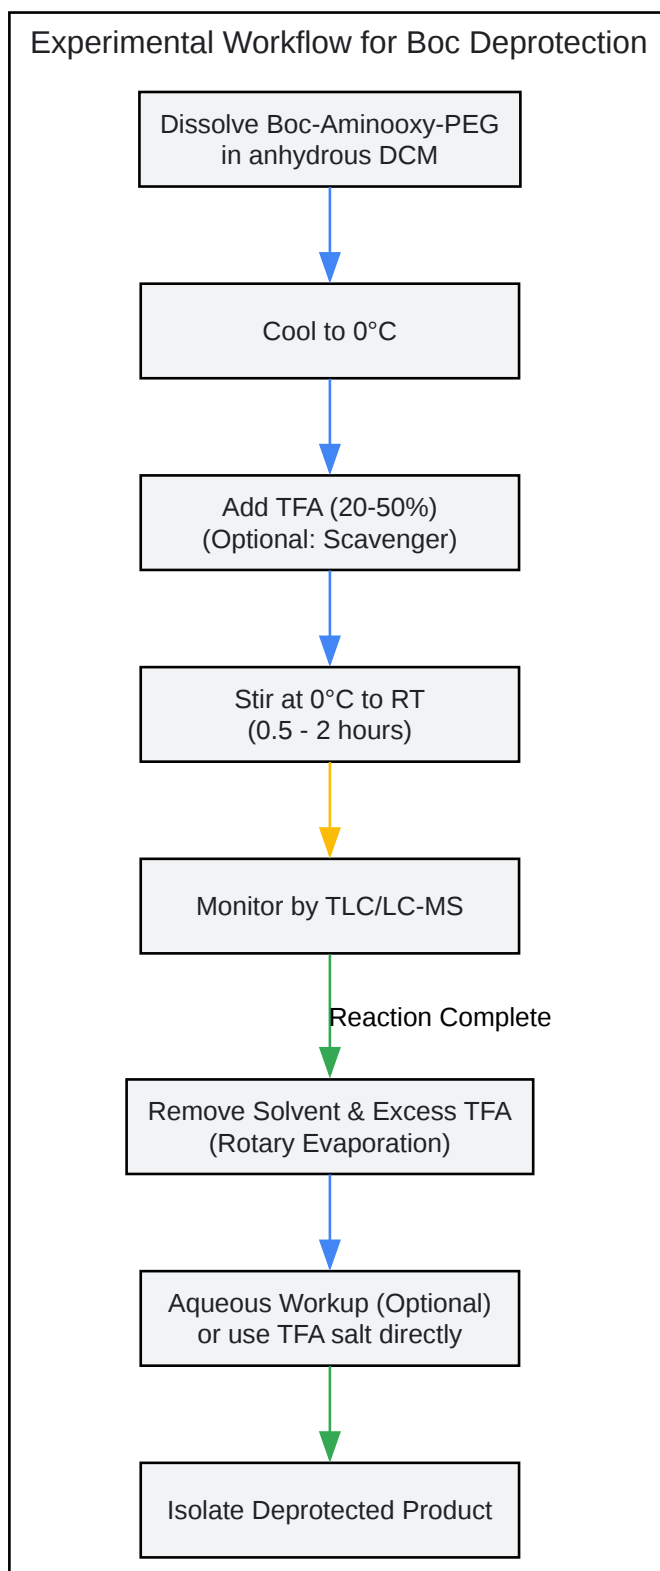 Experimental Workflow for Boc Deprotection
Dissolve Boc-Aminooxy-PEG
in anhydrous DCM
Cool to 0°C
Add TFA (20-50%)
(Optional: Scavenger)
Stir at 0°C to RT
(0.5 - 2 hours)
Monitor by TLC/LC-MS
Reaction Complete
Remove Solvent & Excess TFA
(Rotary Evaporation)
Aqueous Workup (Optional)
or use TFA salt directly
Isolate Deprotected Product